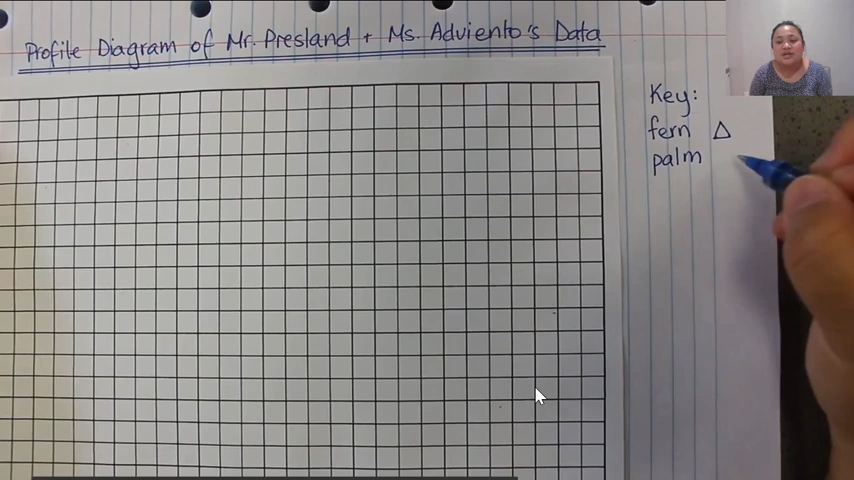 Profile Diagram of Mr. Presland + Ms. Adviento's Data
Key:
fern Δ
palm